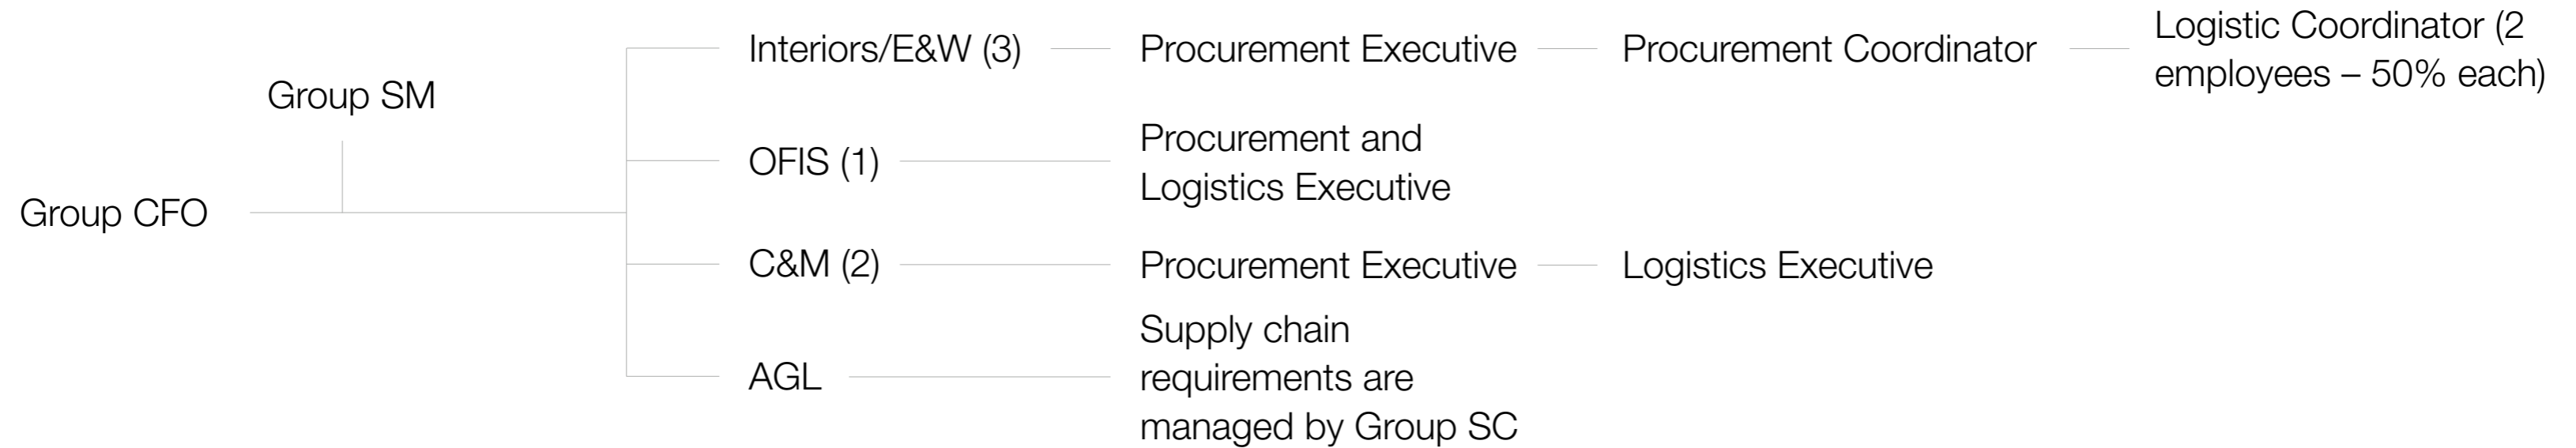 Group CFO
Group SM
Interiors/E&W (3)
Procurement Executive
Procurement Coordinator
Logistic Coordinator (2
employees – 50% each)
OFIS (1)
Procurement and
Logistics Executive
C&M (2)
Procurement Executive
Logistics Executive
AGL
Supply chain
requirements are
managed by Group SC